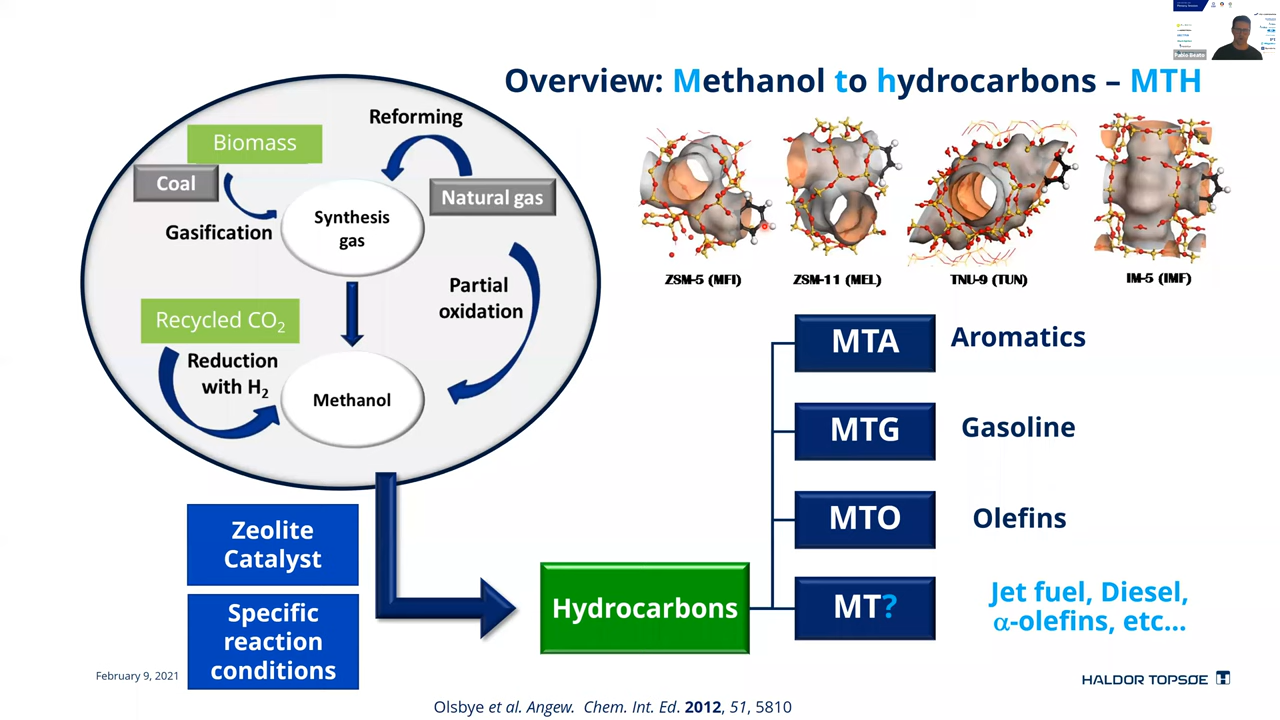 Overview: Methanol to hydrocarbons – MTH
Reforming
Biomass
Coal
Natural gas
Gasification
Synthesis
gas
Partial
oxidation
Recycled CO₂
Reduction
with H₂
Methanol
ZSM-5 (MFI)
ZSM-11 (MEL)
TNU-9 (TUN)
IM-5 (IMF)
MTA
Aromatics
MTG
Gasoline
MTO
Olefins
MT?
Jet fuel, Diesel,
α-olefins, etc...
Zeolite
Catalyst
Specific
reaction
conditions
Hydrocarbons
February 9, 2021
HALDOR TOPSØE
Olsbye et al. Angew. Chem. Int. Ed. 2012, 51, 5810
Pablo Beato